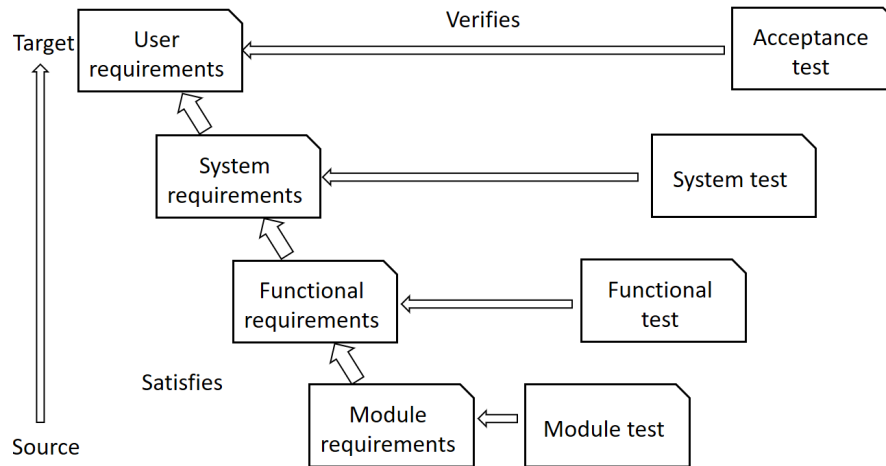 Verifies
Target
User
requirements
Acceptance
test
System
requirements
System test
Functional
requirements
Functional
test
Satisfies
Module
requirements
Module test
Source